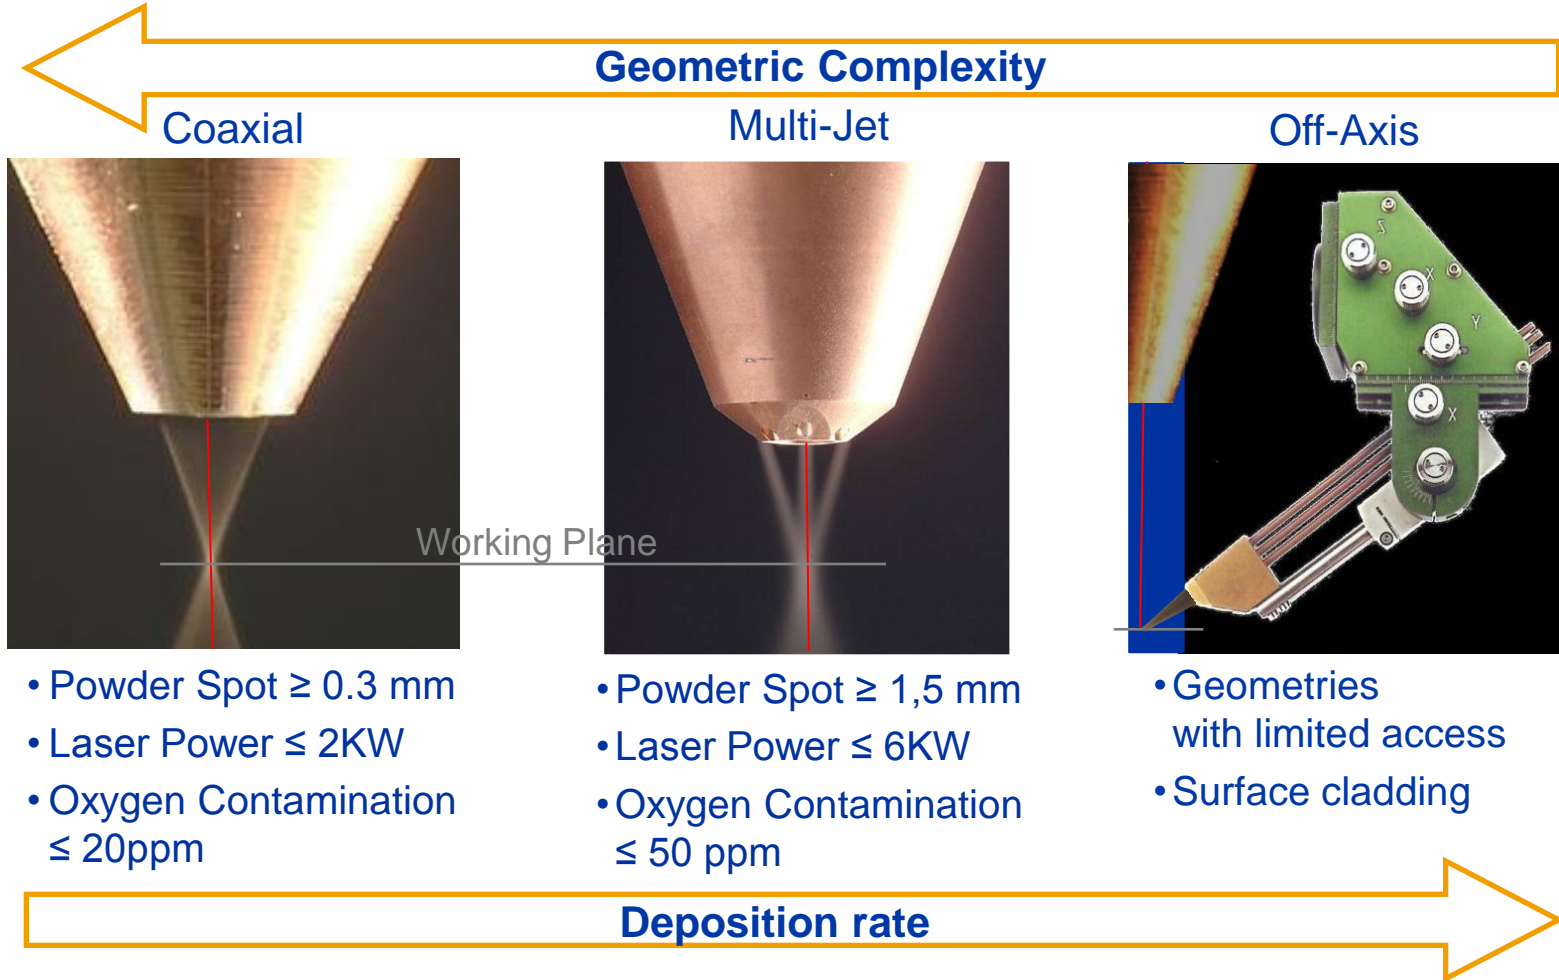 Geometric Complexity
Coaxial
Multi-Jet
Off-Axis
Z
X
Y
X
Working Plane
• Powder Spot ≥ 0.3 mm
• Laser Power ≤ 2KW
• Oxygen Contamination
≤ 20ppm
• Powder Spot ≥ 1,5 mm
• Laser Power ≤ 6KW
• Oxygen Contamination
≤ 50 ppm
• Geometries
with limited access
• Surface cladding
Deposition rate